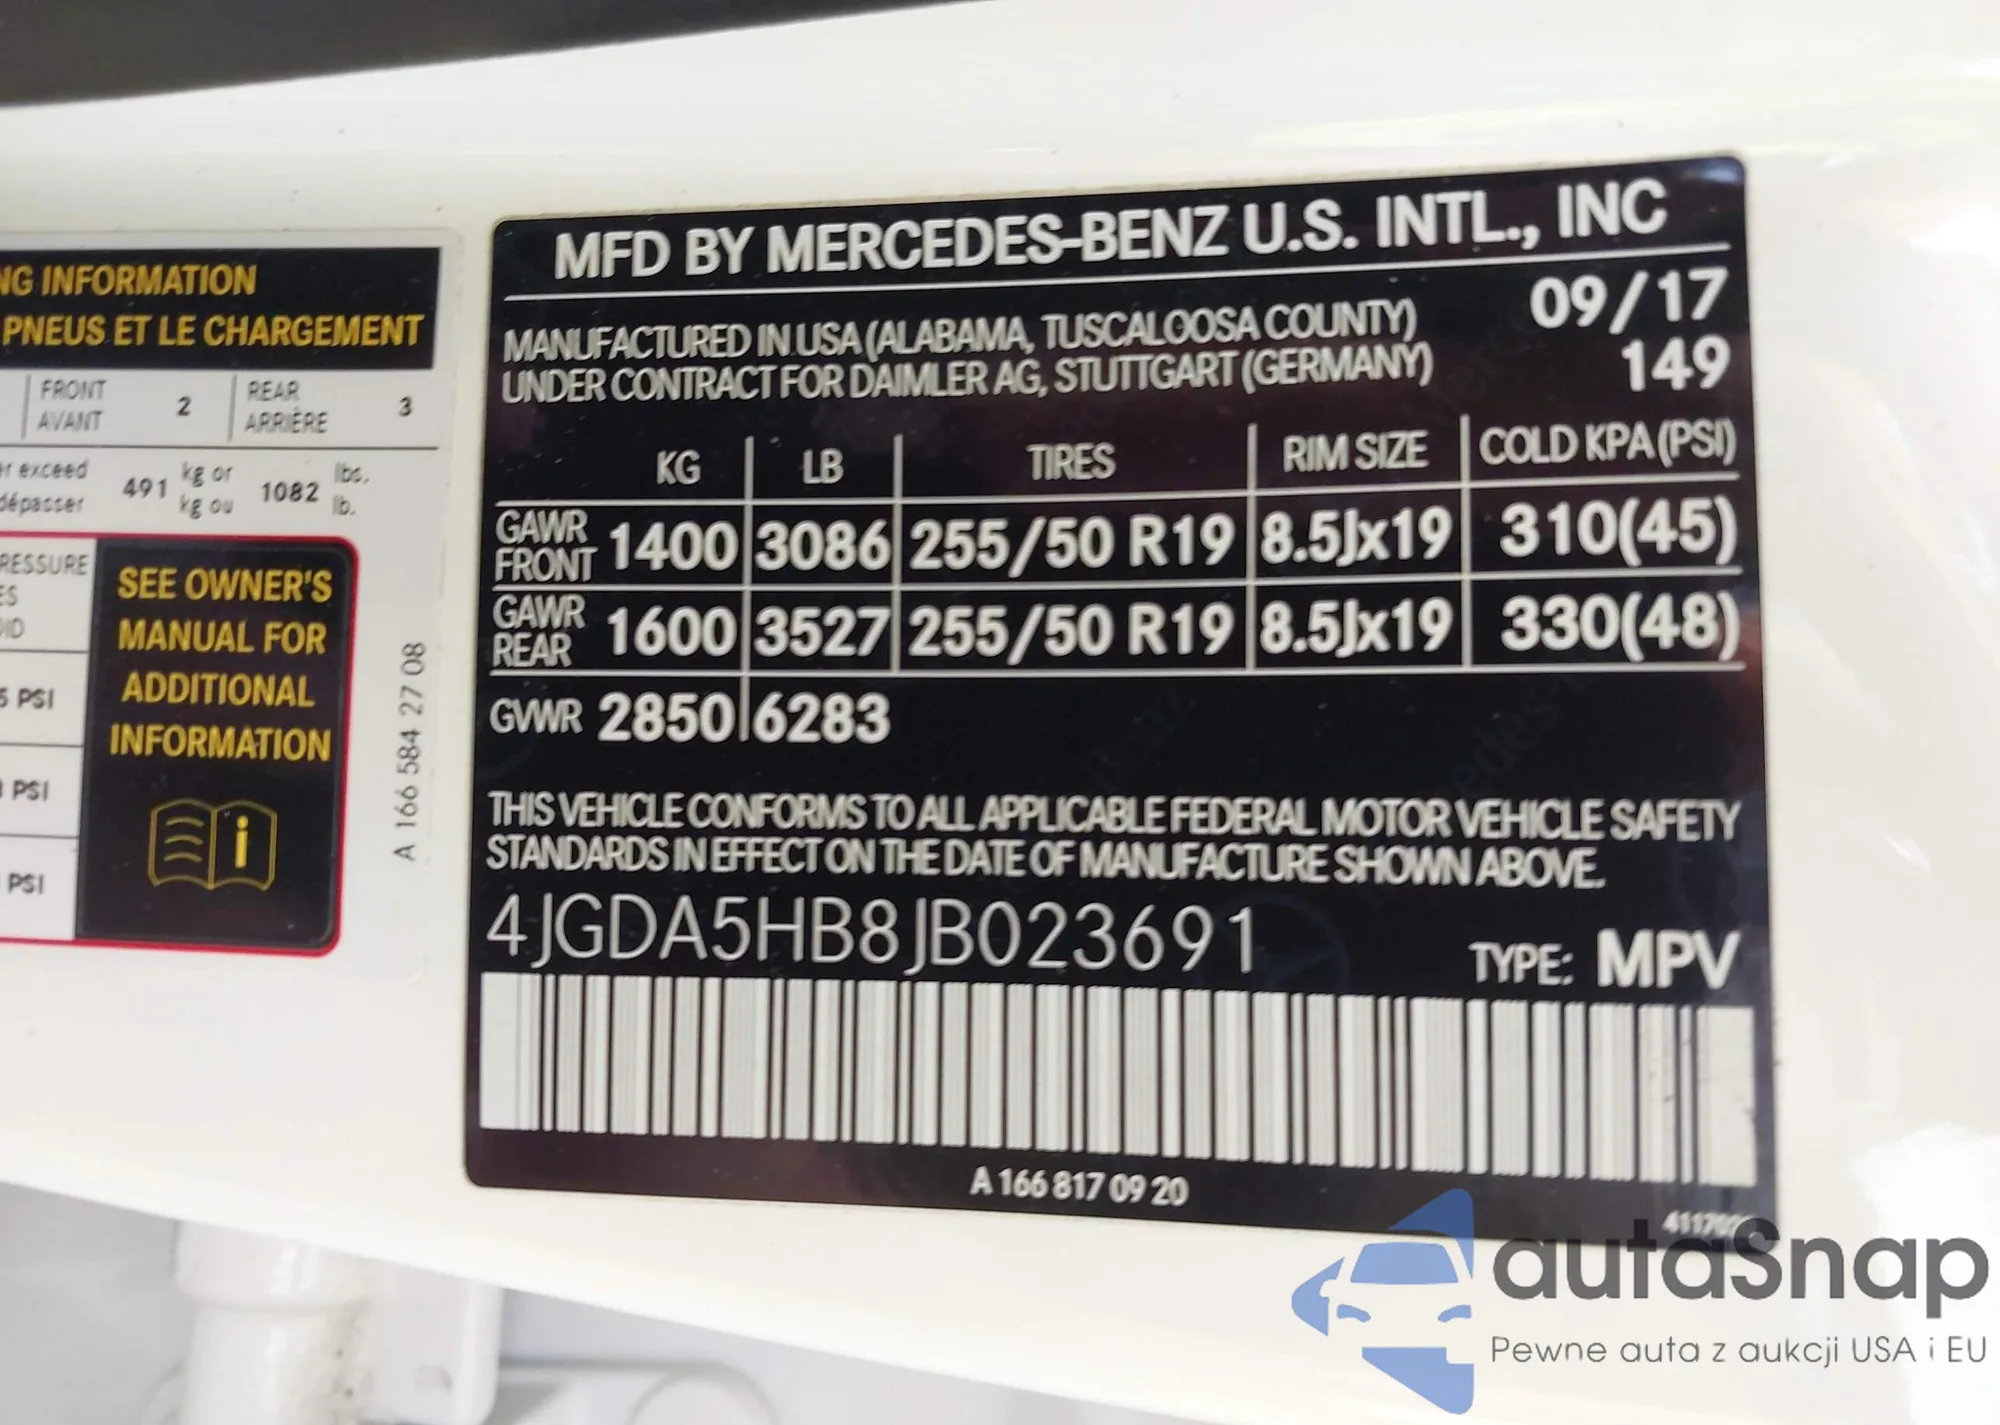 NG INFORMATION
PNEUS ET LE CHARGEMENT
FRONT
AVANT
2
REAR
ARRIÈRE
3
exceed
dépasser
491
kg or
kg ou
1082
lbs.
lb.
PSI
PSI
PSI
SEE OWNER'S
MANUAL FOR
ADDITIONAL
INFORMATION
A 166 584 27 08
MFD BY MERCEDES-BENZ U.S. INTL., INC
09/17
MANUFACTURED IN USA (ALABAMA, TUSCALOOSA COUNTY)
UNDER CONTRACT FOR DAIMLER AG, STUTTGART (GERMANY)
149
KG LB TIRES RIM SIZE COLD KPA (PSI)
GAWR FRONT 1400 3086 255/50 R19 8.5Jx19 310(45)
GAWR REAR 1600 3527 255/50 R19 8.5Jx19 330(48)
GVWR 2850 6283
THIS VEHICLE CONFORMS TO ALL APPLICABLE FEDERAL MOTOR VEHICLE SAFETY
STANDARDS IN EFFECT ON THE DATE OF MANUFACTURE SHOWN ABOVE.
4JGDA5HB8JB023691
TYPE: MPV
A 166 817 09 20
autaSnap
Pewne auta z aukcji USA i EU